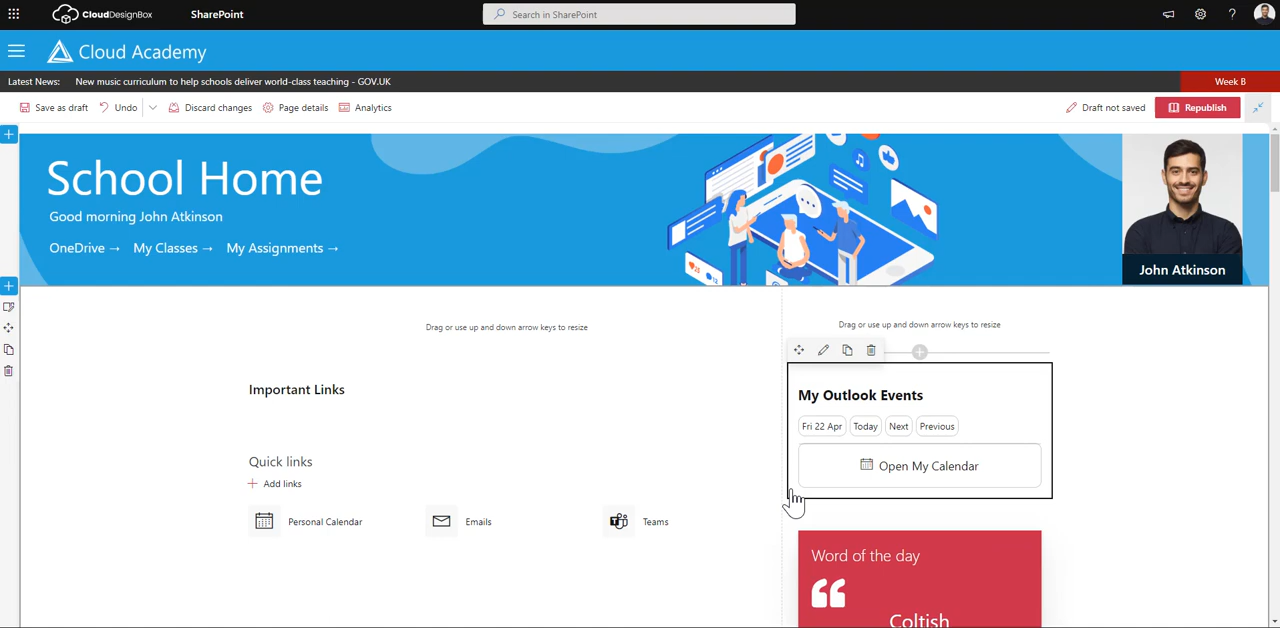 CloudDesignBox SharePoint Search in SharePoint
Cloud Academy
Latest News: New music curriculum to help schools deliver world-class teaching - GOV.UK Week B
Save as draft Undo Discard changes Page details Analytics Draft not saved Republish
School Home
Good morning John Atkinson
OneDrive → My Classes → My Assignments →
John Atkinson
Drag or use up and down arrow keys to resize
Drag or use up and down arrow keys to resize
Important Links
My Outlook Events
Fri 22 Apr Today Next Previous
Open My Calendar
Quick links
Add links
Personal Calendar Emails Teams
Word of the day
Coltish